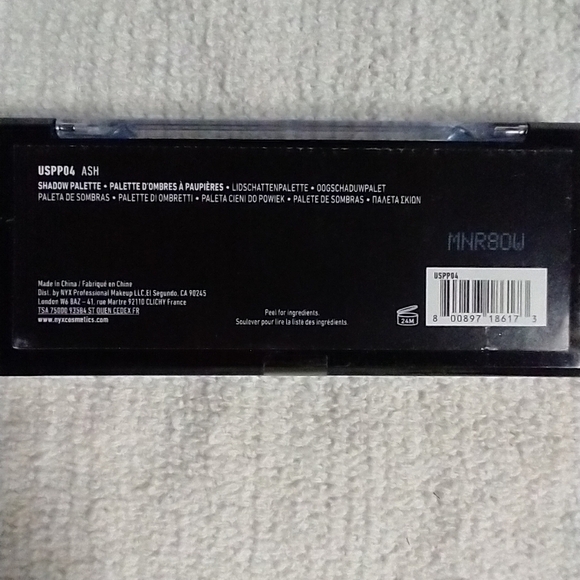 USPP04 ASH
SHADOW PALETTE • PALETTE D'OMBRES À PAUPIÈRES • LIDSCHATTENPALETTE • OOGSCHADUWPALET
PALETA DE SOMBRAS • PALETTE DI OMBRETTI • PALETA CIENI DO POWIEK • PALETE DE SOMBRAS • ΠΑΛΕΤΑ ΣΚΙΩΝ
MNR80W
USPP04
Made in China / Fabriqué en Chine
Dist. by NYX Professional Makeup LLC.El Segundo, CA 90245
London W6 8AZ – 41, rue Martre 92110 CLICHY France
TSA 75000 93584 ST OUEN CEDEX FR
www.nyxcosmetics.com
Peel for ingredients.
Soulever pour lire la liste des ingrédients.
24M
8 00897 18617 3